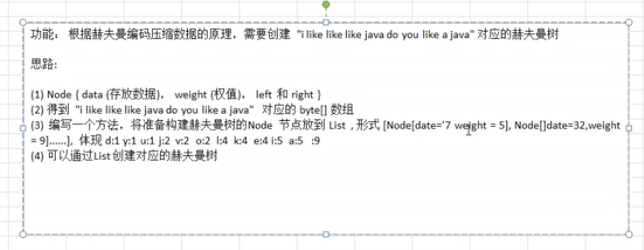 功能： 根据赫夫曼编码压缩数据的原理，需要创建 "i like like like java do you like a java" 对应的赫夫曼树
思路:
(1) Node { data (存放数据)， weight (权值)， left 和 right }
(2) 得到 "i like like like java do you like a java" 对应的 byte[] 数组
(3) 编写一个方法，将准备构建赫夫曼树的Node 节点放到 List , 形式 [Node[date='7 weight = 5], Node[]date=32,weight
= 9]......], 体现 d:1 y:1 u:1 j:2 v:2 o:2 l:4 k:4 e:4 i:5 a:5 :9
(4) 可以通过List 创建对应的赫夫曼树